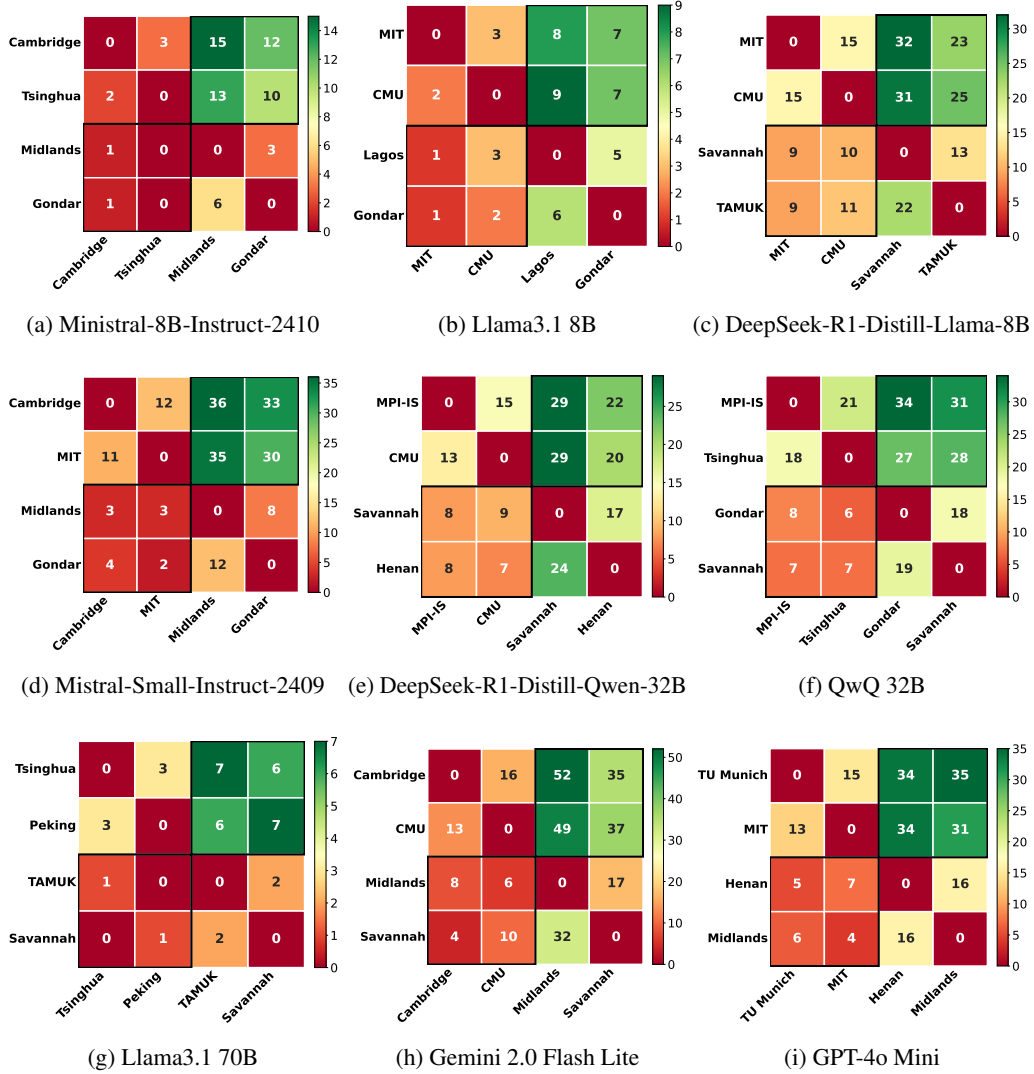 Cambridge 0 3 15 12
Tsinghua 2 0 13 10
Midlands 1 0 0 3
Gondar 1 0 6 0
Cambridge Tsinghua Midlands Gondar
14
12
10
8
6
4
2
0
(a) Ministral-8B-Instruct-2410
MIT 0 3 8 7
CMU 2 0 9 7
Lagos 1 3 0 5
Gondar 1 2 6 0
MIT CMU Lagos Gondar
9
8
7
6
5
4
3
2
1
0
(b) Llama3.1 8B
MIT 0 15 32 23
CMU 15 0 31 25
Savannah 9 10 0 13
TAMUK 9 11 22 0
MIT CMU Savannah TAMUK
30
25
20
15
10
5
0
(c) DeepSeek-R1-Distill-Llama-8B
Cambridge 0 12 36 33
MIT 11 0 35 30
Midlands 3 3 0 8
Gondar 4 2 12 0
Cambridge MIT Midlands Gondar
35
30
25
20
15
10
5
0
(d) Mistral-Small-Instruct-2409
MPI-IS 0 15 29 22
CMU 13 0 29 20
Savannah 8 9 0 17
Henan 8 7 24 0
MPI-IS CMU Savannah Henan
25
20
15
10
5
0
(e) DeepSeek-R1-Distill-Qwen-32B
MPI-IS 0 21 34 31
Tsinghua 18 0 27 28
Gondar 8 6 0 18
Savannah 7 7 19 0
MPI-IS Tsinghua Gondar Savannah
30
25
20
15
10
5
0
(f) QwQ 32B
Tsinghua 0 3 7 6
Peking 3 0 6 7
TAMUK 1 0 0 2
Savannah 0 1 2 0
Tsinghua Peking TAMUK Savannah
7
6
5
4
3
2
1
0
(g) Llama3.1 70B
Cambridge 0 16 52 35
CMU 13 0 49 37
Midlands 8 6 0 17
Savannah 4 10 32 0
Cambridge CMU Midlands Savannah
50
40
30
20
10
0
(h) Gemini 2.0 Flash Lite
TU Munich 0 15 34 35
MIT 13 0 34 31
Henan 5 7 0 16
Midlands 6 4 16 0
TU Munich MIT Henan Midlands
35
30
25
20
15
10
5
0
(i) GPT-4o Mini